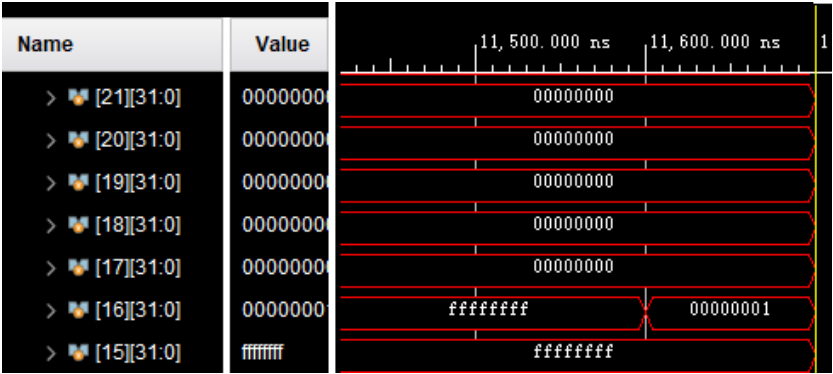 Name Value 11,500.000 ns 11,600.000 ns 1
[21][31:0] 00000000 00000000
[20][31:0] 00000000 00000000
[19][31:0] 00000000 00000000
[18][31:0] 00000000 00000000
[17][31:0] 00000000 00000000
[16][31:0] 00000001 ffffffff 00000001
[15][31:0] ffffffff ffffffff